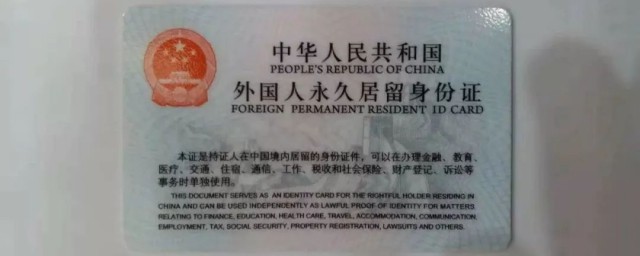 中华人民共和国
PEOPLE'S REPUBLIC OF CHINA
外国人永久居留身份证
FOREIGN PERMANENT RESIDENT ID CARD
本证是持证人在中国境内居留的身份证件，可以在办理金融、教育、
医疗、交通、住宿、通信、工作、税收和社会保险、财产登记、诉讼等
事务时单独使用。
THIS DOCUMENT SERVES AS AN IDENTITY CARD FOR THE RIGHTFUL HOLDER RESIDING IN
CHINA AND CAN BE USED INDEPENDENTLY AS LAWFUL PROOF OF IDENTITY FOR MATTERS
RELATING TO FINANCE, EDUCATION, HEALTH CARE, TRAVEL, ACCOMMODATION, COMMUNICATION,
EMPLOYMENT, TAX, SOCIAL SECURITY, PROPERTY REGISTRATION, LAWSUITS AND OTHERS.